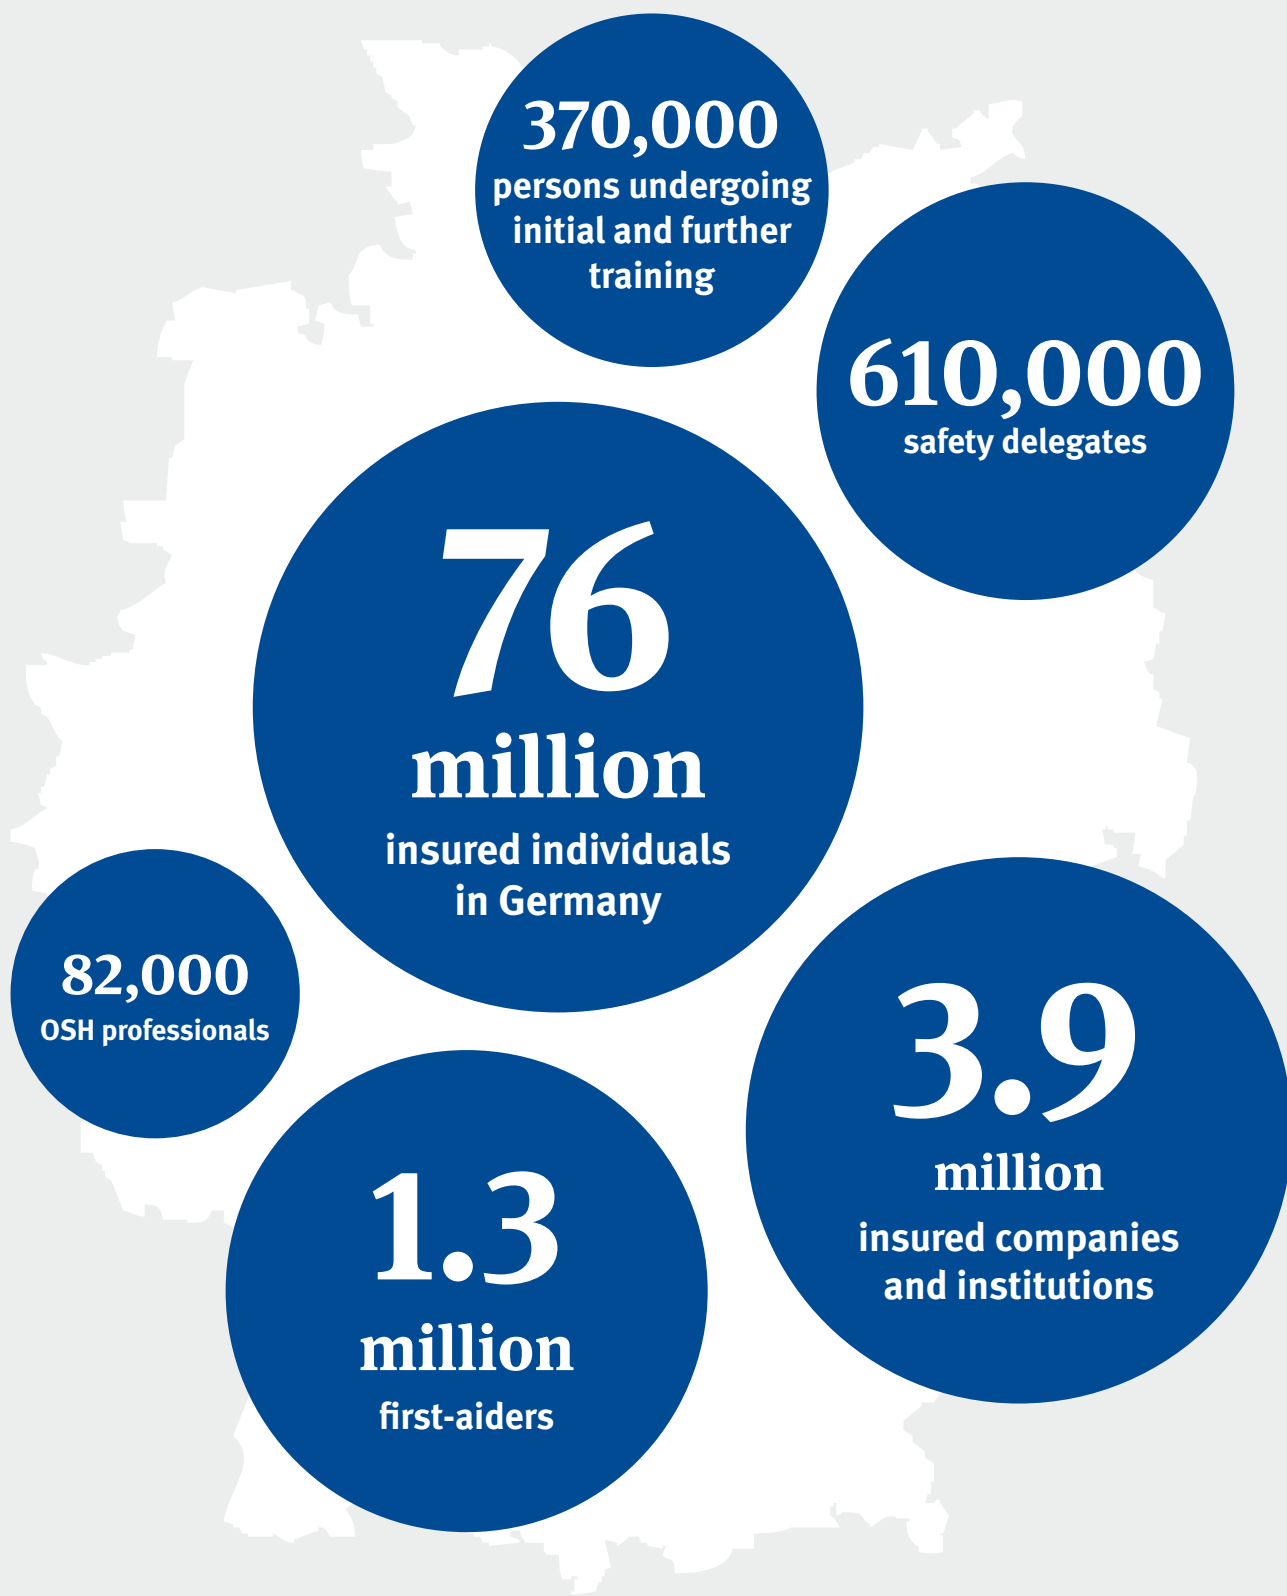 370,000
persons undergoing
initial and further
training
610,000
safety delegates
76
million
insured individuals
in Germany
82,000
OSH professionals
3.9
million
insured companies
and institutions
1.3
million
first-aiders